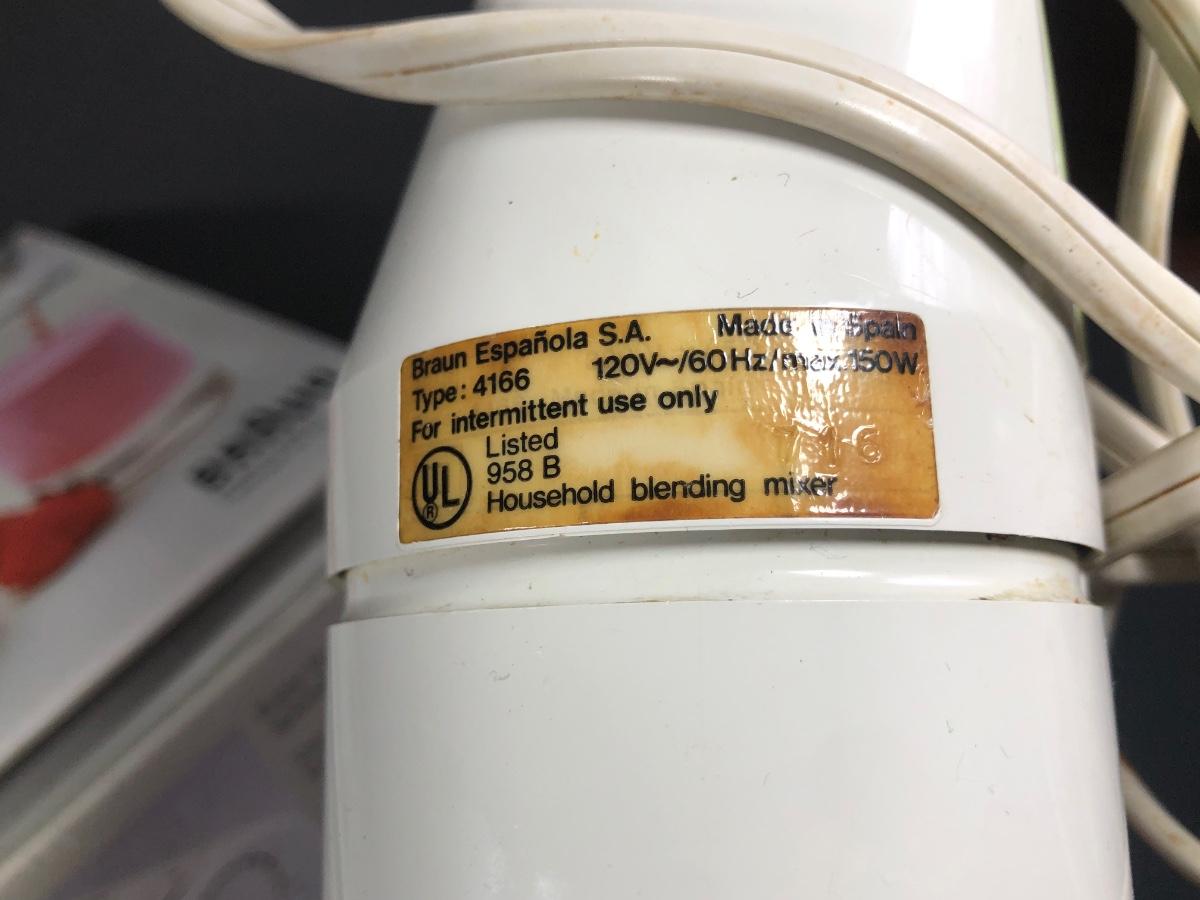 Braun Española S.A. Made in Spain
Type: 4166 120V~/60Hz/max.150W
For intermittent use only
UL
®
Listed
958 B
Household blending mixer
BRAUN